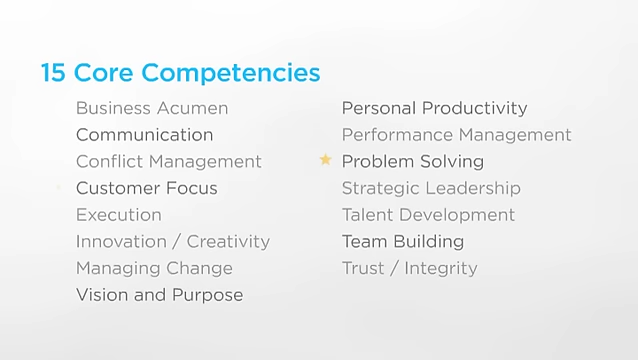 15 Core Competencies
Business Acumen
Communication
Conflict Management
Customer Focus
Execution
Innovation / Creativity
Managing Change
Vision and Purpose
Personal Productivity
Performance Management
Problem Solving
Strategic Leadership
Talent Development
Team Building
Trust / Integrity